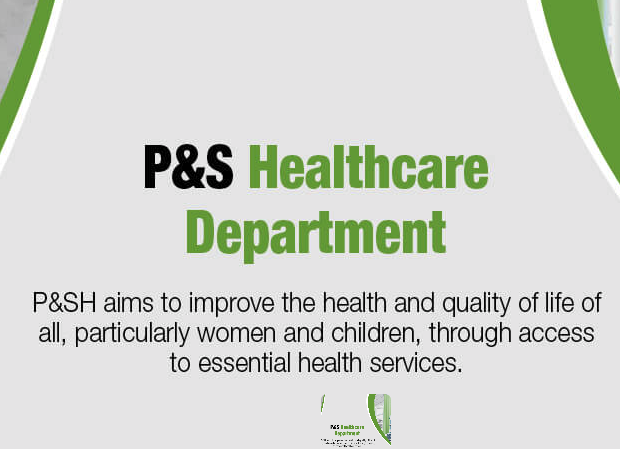 P&S Healthcare
Department
P&SH aims to improve the health and quality of life of
all, particularly women and children, through access
to essential health services.
P&S Healthcare
Department